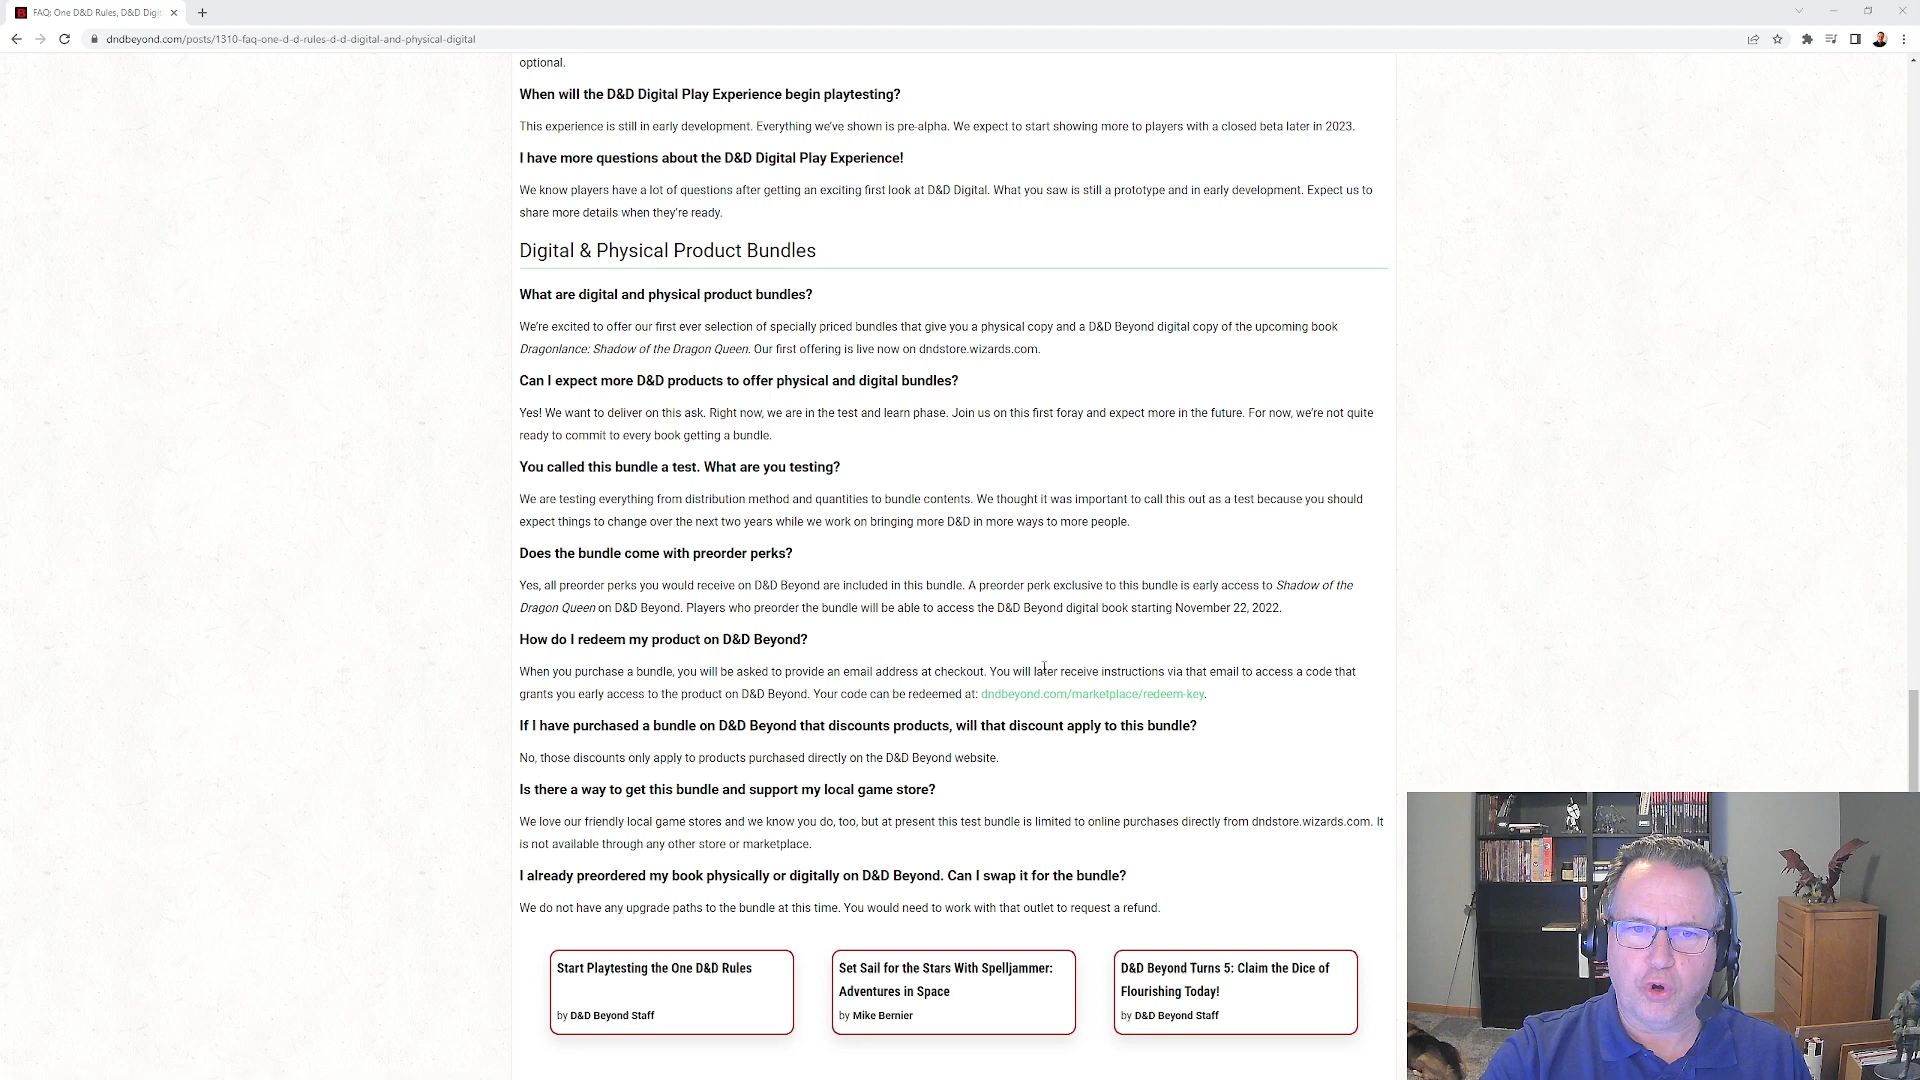 FAQ: One D&D Rules, D&D Digit
dndbeyond.com/posts/1310-faq-one-d-d-rules-d-d-digital-and-physical-digital
optional.
When will the D&D Digital Play Experience begin playtesting?
This experience is still in early development. Everything we've shown is pre-alpha. We expect to start showing more to players with a closed beta later in 2023.
I have more questions about the D&D Digital Play Experience!
We know players have a lot of questions after getting an exciting first look at D&D Digital. What you saw is still a prototype and in early development. Expect us to
share more details when they're ready.
Digital & Physical Product Bundles
What are digital and physical product bundles?
We're excited to offer our first ever selection of specially priced bundles that give you a physical copy and a D&D Beyond digital copy of the upcoming book
Dragonlance: Shadow of the Dragon Queen. Our first offering is live now on dndstore.wizards.com.
Can I expect more D&D products to offer physical and digital bundles?
Yes! We want to deliver on this ask. Right now, we are in the test and learn phase. Join us on this first foray and expect more in the future. For now, we're not quite
ready to commit to every book getting a bundle.
You called this bundle a test. What are you testing?
We are testing everything from distribution method and quantities to bundle contents. We thought it was important to call this out as a test because you should
expect things to change over the next two years while we work on bringing more D&D in more ways to more people.
Does the bundle come with preorder perks?
Yes, all preorder perks you would receive on D&D Beyond are included in this bundle. A preorder perk exclusive to this bundle is early access to Shadow of the
Dragon Queen on D&D Beyond. Players who preorder the bundle will be able to access the D&D Beyond digital book starting November 22, 2022.
How do I redeem my product on D&D Beyond?
When you purchase a bundle, you will be asked to provide an email address at checkout. You will later receive instructions via that email to access a code that
grants you early access to the product on D&D Beyond. Your code can be redeemed at: dndbeyond.com/marketplace/redeem-key.
If I have purchased a bundle on D&D Beyond that discounts products, will that discount apply to this bundle?
No, those discounts only apply to products purchased directly on the D&D Beyond website.
Is there a way to get this bundle and support my local game store?
We love our friendly local game stores and we know you do, too, but at present this test bundle is limited to online purchases directly from dndstore.wizards.com. It
is not available through any other store or marketplace.
I already preordered my book physically or digitally on D&D Beyond. Can I swap it for the bundle?
We do not have any upgrade paths to the bundle at this time. You would need to work with that outlet to request a refund.
Start Playtesting the One D&D Rules
by D&D Beyond Staff
Set Sail for the Stars With Spelljammer:
Adventures in Space
by Mike Bernier
D&D Beyond Turns 5: Claim the Dice of
Flourishing Today!
by D&D Beyond Staff